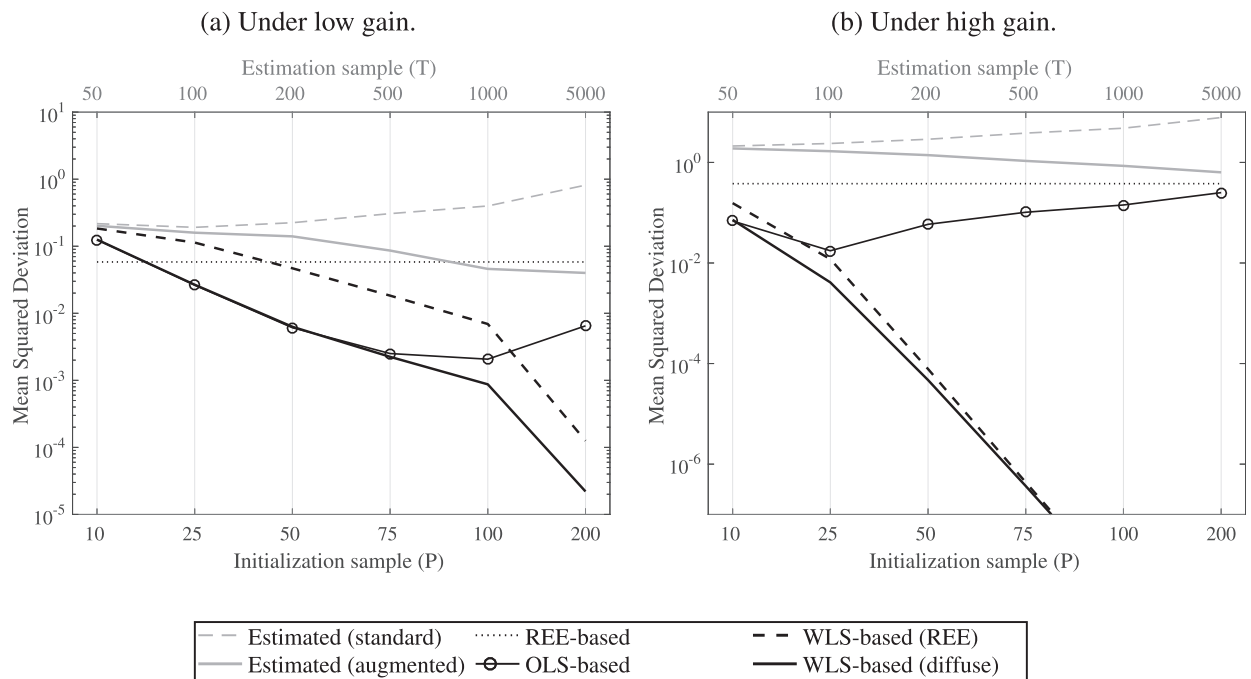 (a) Under low gain.
Estimation sample (T)
50 100 200 500 1000 5000
Mean Squared Deviation
10^1
10^0
10^-1
10^-2
10^-3
10^-4
10^-5
10 25 50 75 100 200
Initialization sample (P)
(b) Under high gain.
Estimation sample (T)
50 100 200 500 1000 5000
Mean Squared Deviation
10^0
10^-2
10^-4
10^-6
10 25 50 75 100 200
Initialization sample (P)
Estimated (standard) REE-based WLS-based (REE)
Estimated (augmented) OLS-based WLS-based (diffuse)